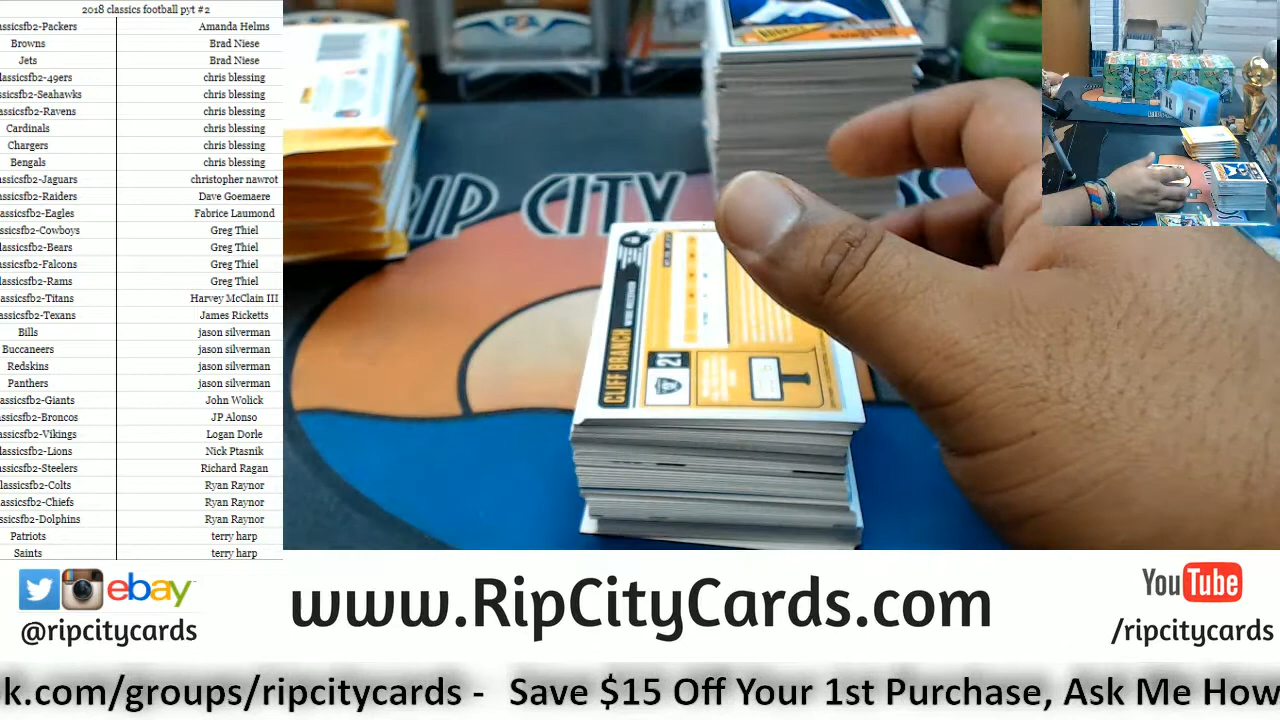 2018 classics football pyt #2
assicsfb2-Packers Amanda Helms
Browns Brad Niese
Jets Brad Niese
lassicsfb2-49ers chris blessing
ssicsfb2-Seahawks chris blessing
lassicsfb2-Ravens chris blessing
Cardinals chris blessing
Chargers chris blessing
Bengals chris blessing
assicsfb2-Jaguars christopher nawrot
assicsfb2-Raiders Dave Goemaere
assicsfb2-Eagles Fabrice Laumond
ssicsfb2-Cowboys Greg Thiel
lassicsfb2-Bears Greg Thiel
assicsfb2-Falcons Greg Thiel
lassicsfb2-Rams Greg Thiel
assicsfb2-Titans Harvey McClain III
assicsfb2-Texans James Ricketts
Bills jason silverman
Buccaneers jason silverman
Redskins jason silverman
Panthers jason silverman
lassicsfb2-Giants John Wolick
assicsfb2-Broncos JP Alonso
assicsfb2-Vikings Logan Dorle
lassicsfb2-Lions Nick Ptasnik
assicsfb2-Steelers Richard Ragan
lassicsfb2-Colts Ryan Raynor
assicsfb2-Chiefs Ryan Raynor
ssicsfb2-Dolphins Ryan Raynor
Patriots terry harp
Saints terry harp
RIP CITY
CLIFF BRANCH
21
R T
ebay
@ripcitycards
www.RipCityCards.com
YouTube
/ripcitycards
k.com/groups/ripcitycards - Save $15 Off Your 1st Purchase, Ask Me How